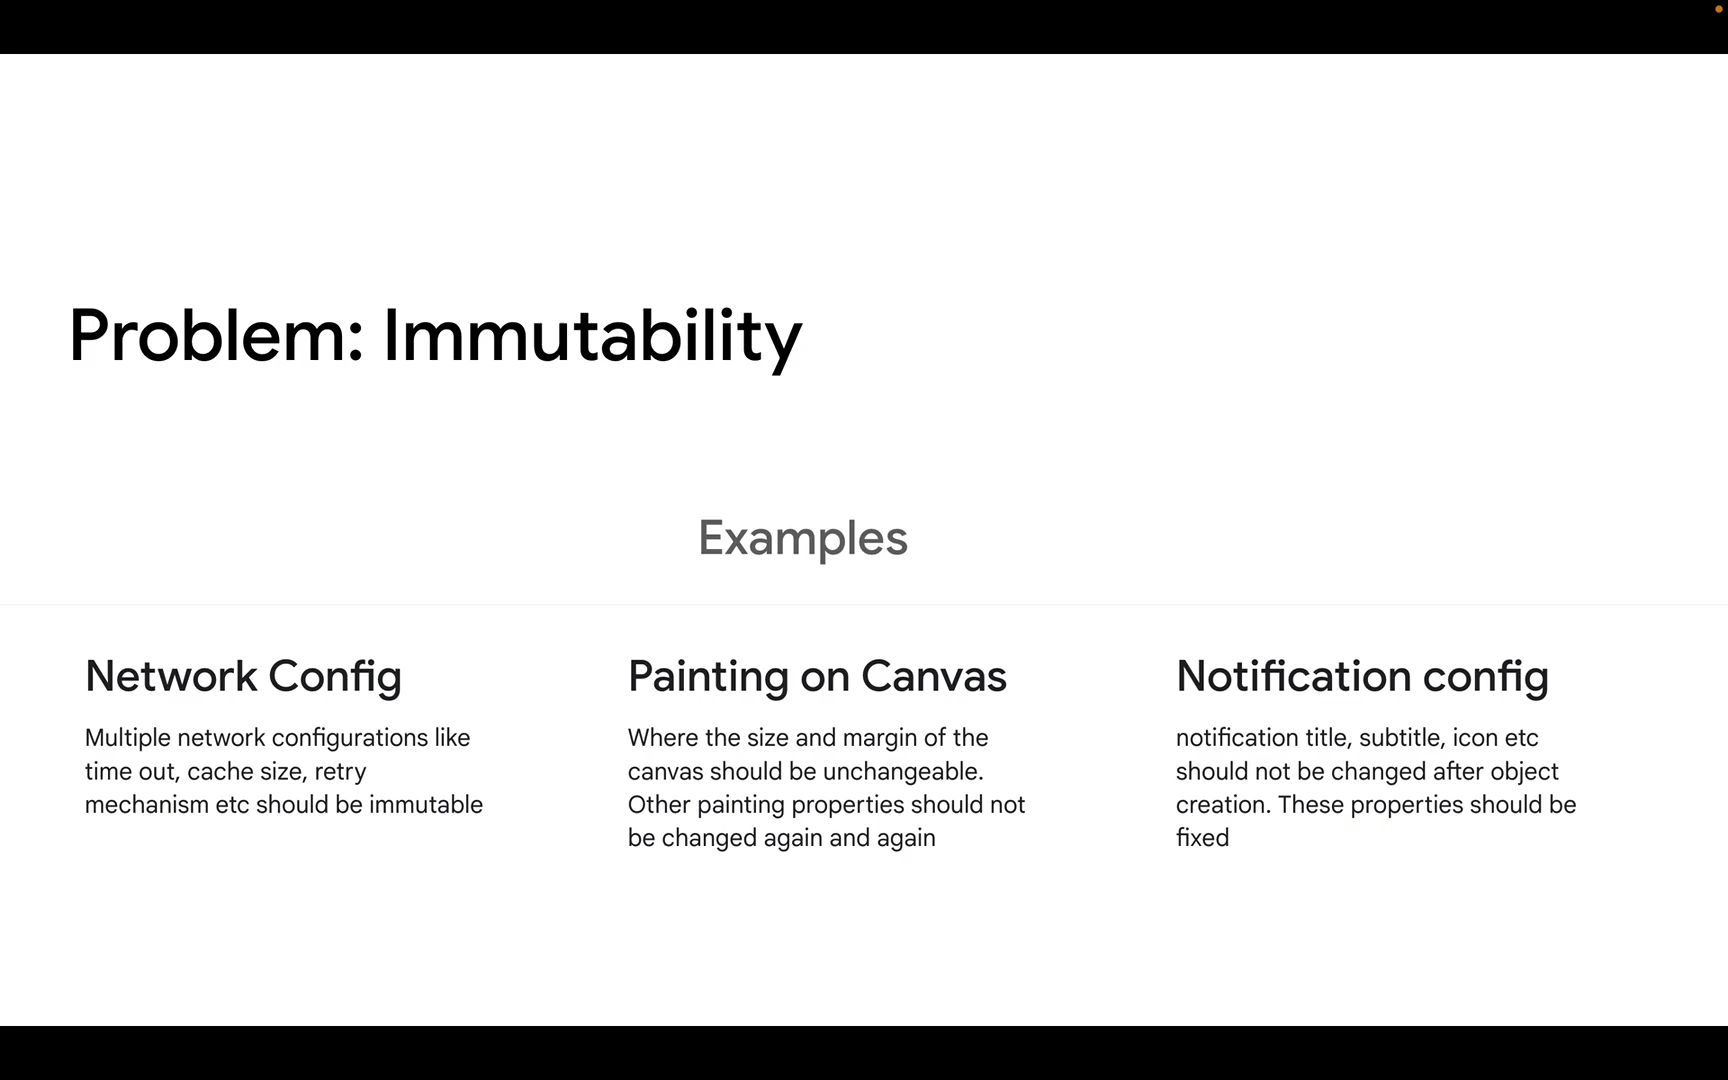 Problem: Immutability
Examples
Network Config
Multiple network configurations like
time out, cache size, retry
mechanism etc should be immutable
Painting on Canvas
Where the size and margin of the
canvas should be unchangeable.
Other painting properties should not
be changed again and again
Notification config
notification title, subtitle, icon etc
should not be changed after object
creation. These properties should be
fixed